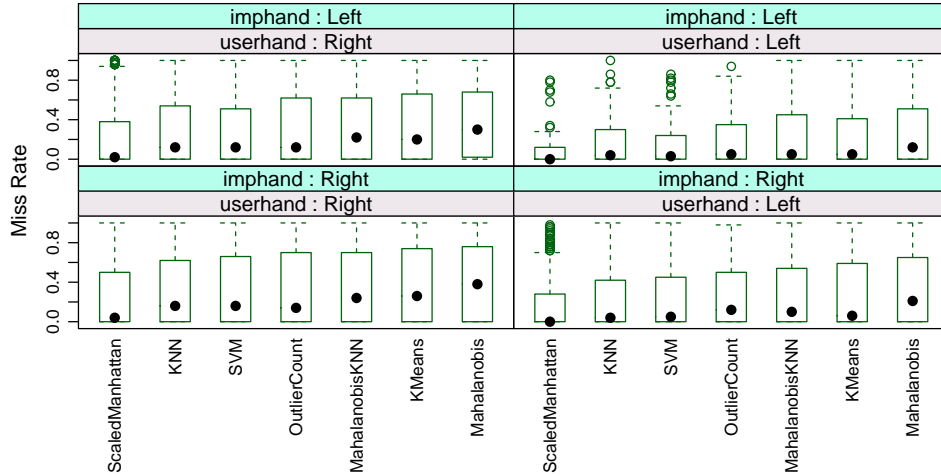 imphand : Left
imphand : Left
userhand : Right
userhand : Left
0.0 0.4 0.8
imphand : Right
imphand : Right
userhand : Right
userhand : Left
0.0 0.4 0.8
Miss Rate
ScaledManhattan
KNN
SVM
OutlierCount
MahalanobisKNN
KMeans
Mahalanobis
ScaledManhattan
KNN
SVM
OutlierCount
MahalanobisKNN
KMeans
Mahalanobis